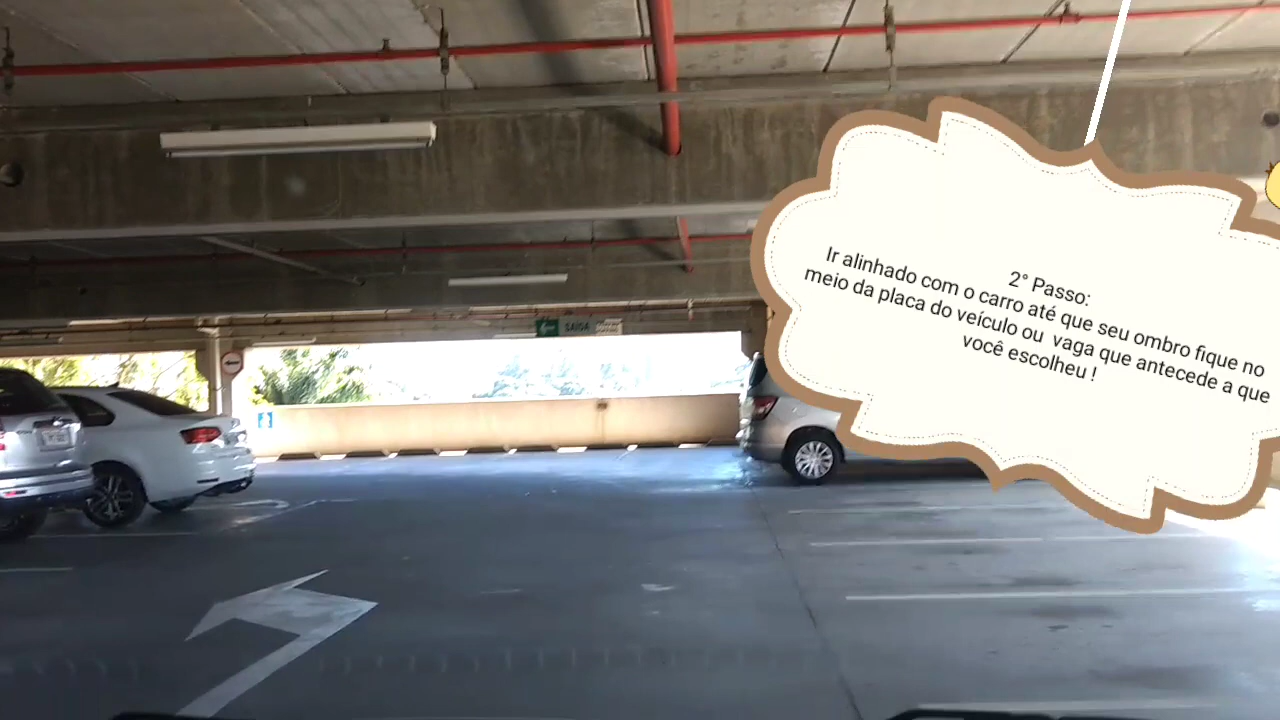 SAÍDA
2° Passo:
Ir alinhado com o carro até que seu ombro fique no
meio da placa do veículo ou vaga que antecede a que
você escolheu !